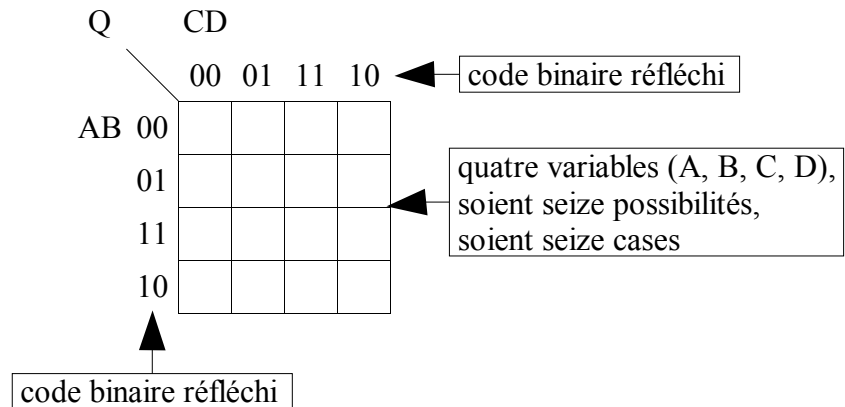 Q CD
00 01 11 10
code binaire réfléchi
AB 00
01
11
10
quatre variables (A, B, C, D),
soient seize possibilités,
soient seize cases
code binaire réfléchi